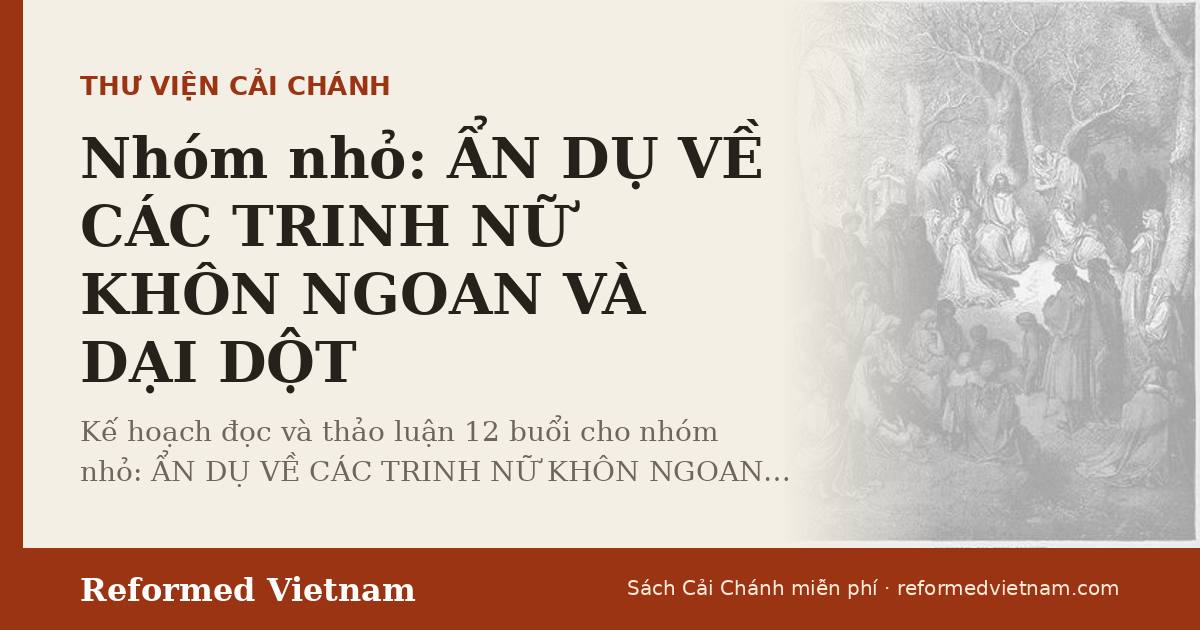 THƯ VIỆN CẢI CHÁNH
Nhóm nhỏ: ẨN DỤ VỀ
CÁC TRINH NỮ
KHÔN NGOAN VÀ
DẠI DỘT
Kế hoạch đọc và thảo luận 12 buổi cho nhóm
nhỏ: ẨN DỤ VỀ CÁC TRINH NỮ KHÔN NGOAN...
Reformed Vietnam
Sách Cải Chánh miễn phí · reformedvietnam.com